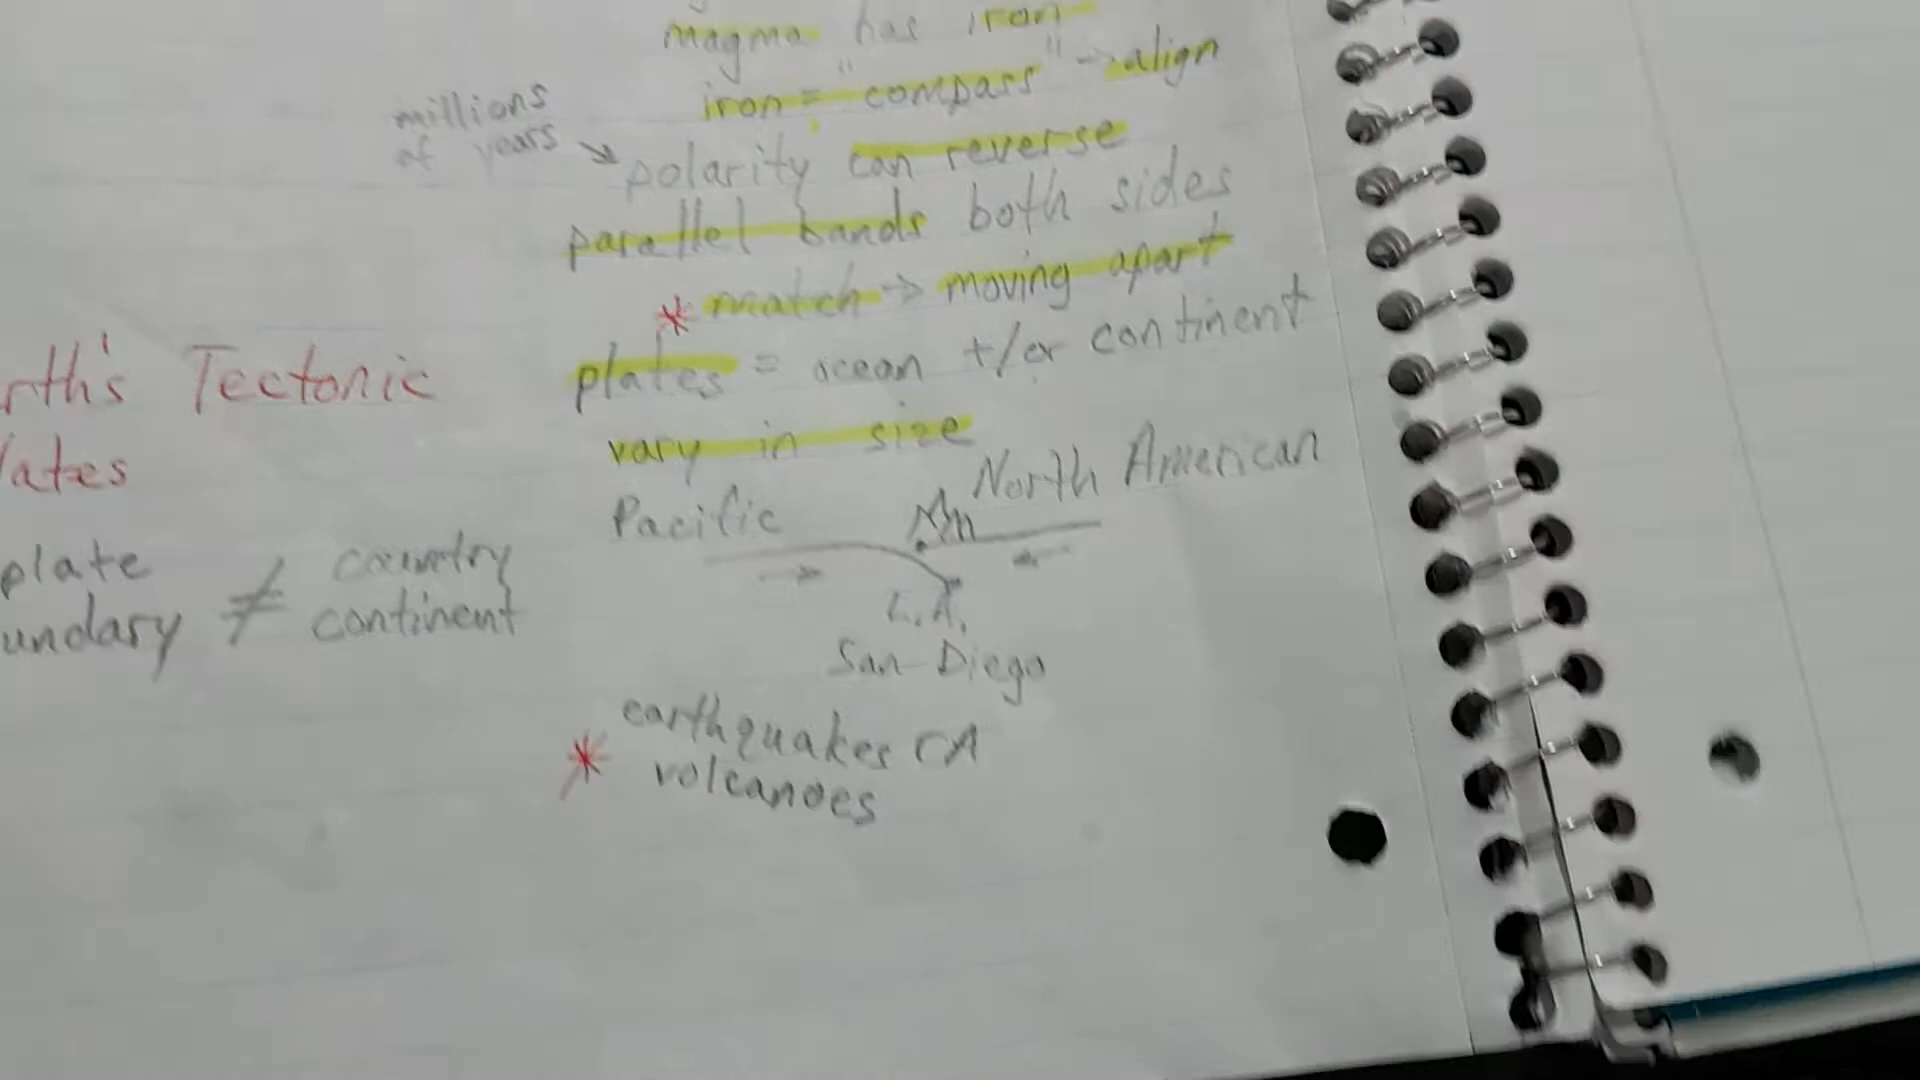 magma has iron
iron = "compass" → align
millions
of years ↘ polarity can reverse
parallel bands both sides
* match → moving apart
rth's Tectonic
lates
plates = ocean +/or continent
vary in size
plate
undary ≠ country
continent
Pacific
North American
L.A.
San Diego
* earthquakes CA
volcanoes